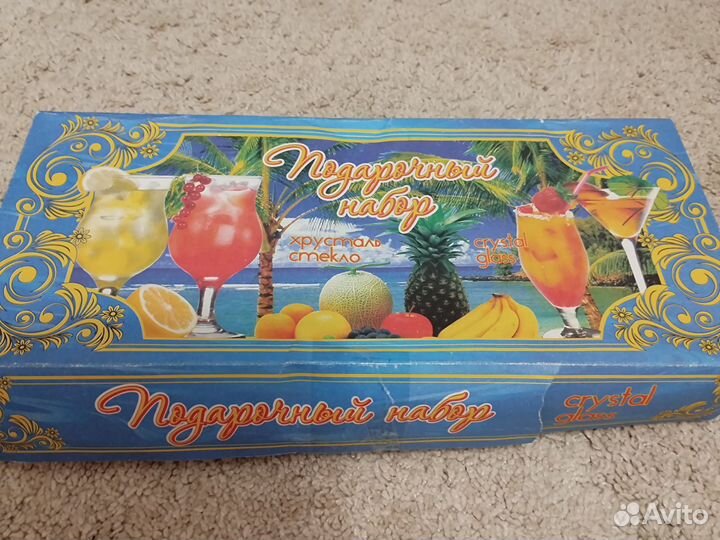 Подарочный
набор
хрусталь
стекло
crystal
glass
Подарочный набор
crystal
glass
Avito